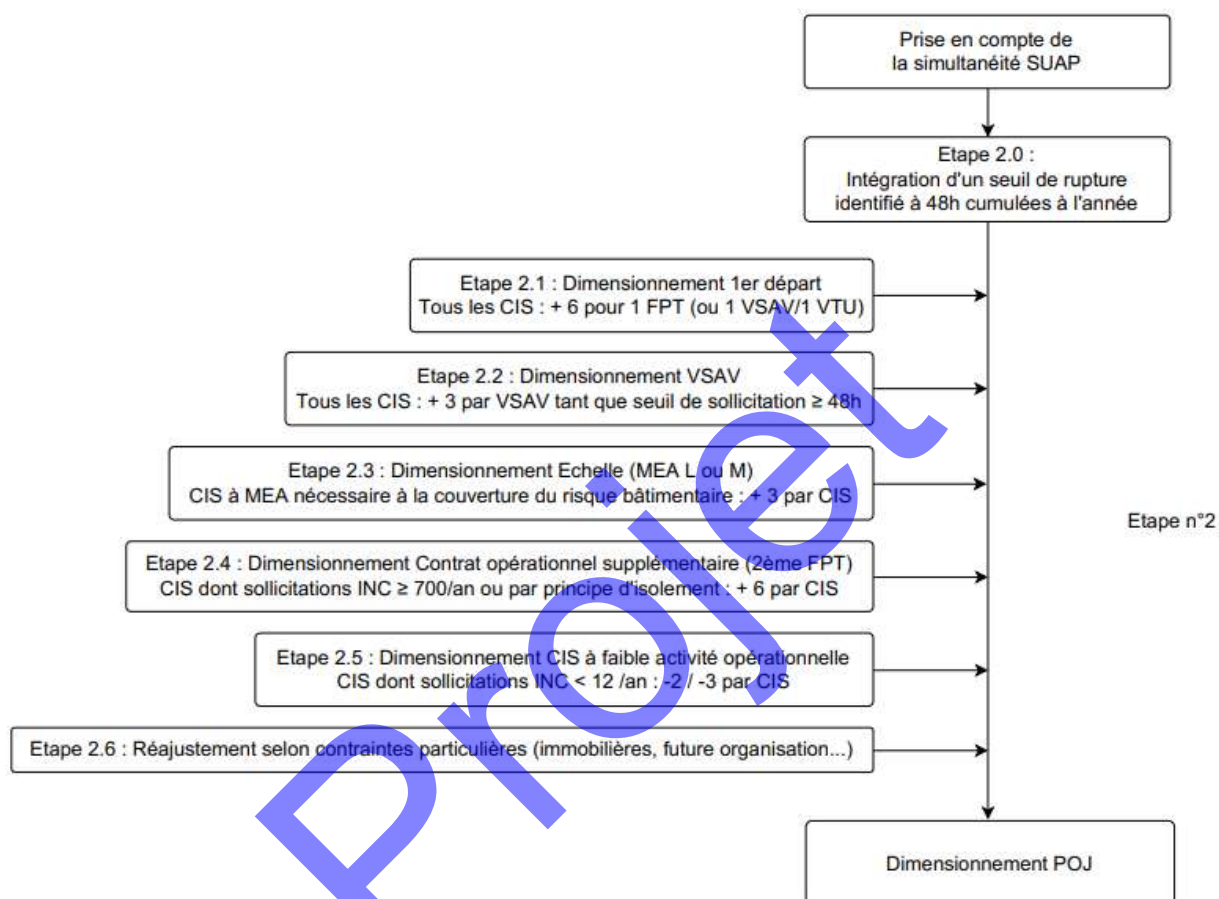 Prise en compte de
la simultanéité SUAP
Etape 2.0 :
Intégration d'un seuil de rupture
identifié à 48h cumulées à l'année
Etape 2.1 : Dimensionnement 1er départ
Tous les CIS : + 6 pour 1 FPT (ou 1 VSAV/1 VTU)
Etape 2.2 : Dimensionnement VSAV
Tous les CIS : + 3 par VSAV tant que seuil de sollicitation ≥ 48h
Etape 2.3 : Dimensionnement Echelle (MEA L ou M)
CIS à MEA nécessaire à la couverture du risque bâtimentaire : + 3 par CIS
Etape n°2
Etape 2.4 : Dimensionnement Contrat opérationnel supplémentaire (2ème FPT)
CIS dont sollicitations INC ≥ 700/an ou par principe d'isolement : + 6 par CIS
Etape 2.5 : Dimensionnement CIS à faible activité opérationnelle
CIS dont sollicitations INC < 12 /an : -2 / -3 par CIS
Etape 2.6 : Réajustement selon contraintes particulières (immobilières, future organisation...)
Dimensionnement POJ
Projet